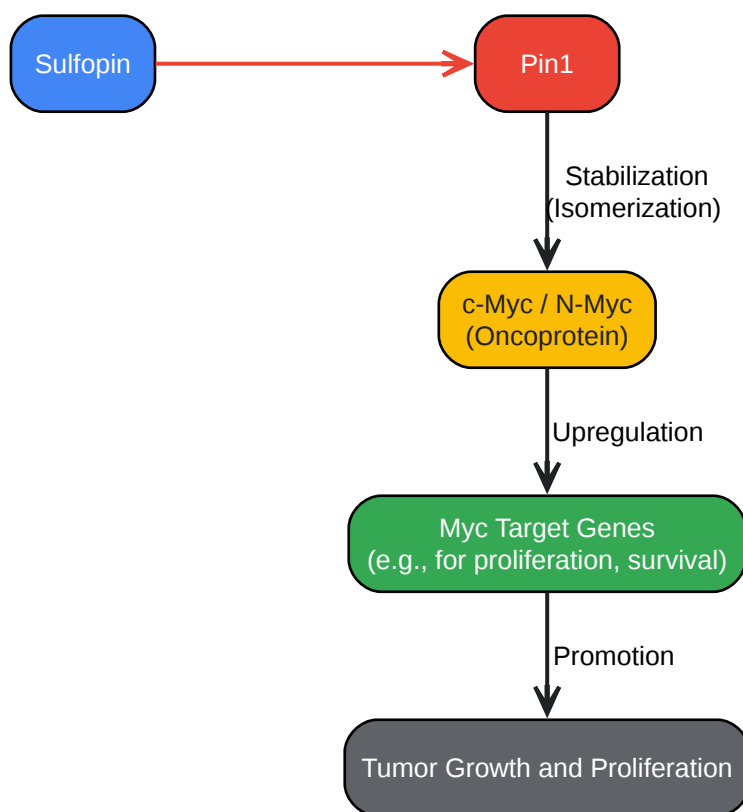 Sulfopin
Pin1
Stabilization
(Isomerization)
c-Myc / N-Myc
(Oncoprotein)
Upregulation
Myc Target Genes
(e.g., for proliferation, survival)
Promotion
Tumor Growth and Proliferation